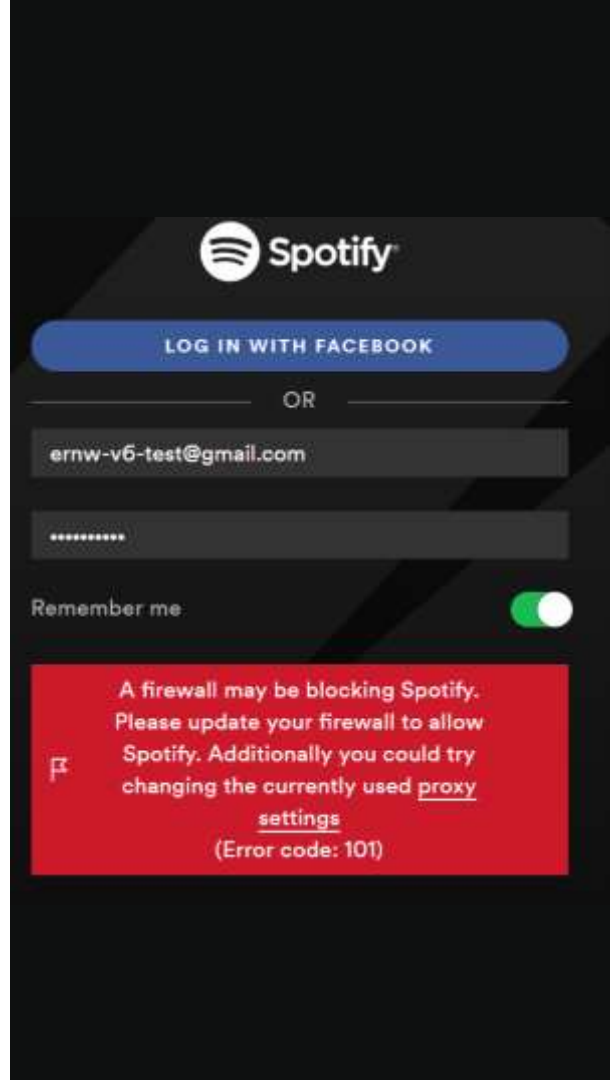 Spotify
LOG IN WITH FACEBOOK
OR
ernw-v6-test@gmail.com
••••••••••
Remember me
A firewall may be blocking Spotify.
Please update your firewall to allow
Spotify. Additionally you could try
changing the currently used proxy
settings
(Error code: 101)